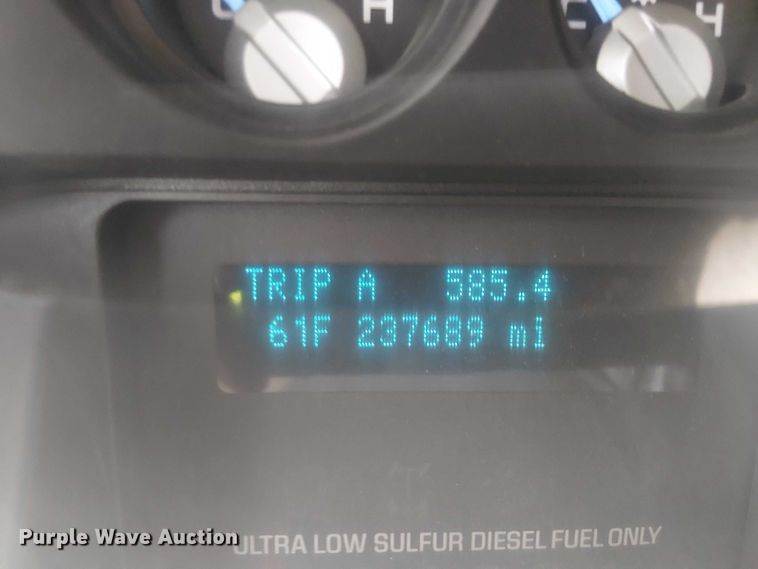 C H C H
TRIP A 585.4
61F 237689 mi
ULTRA LOW SULFUR DIESEL FUEL ONLY
Purple Wave Auction